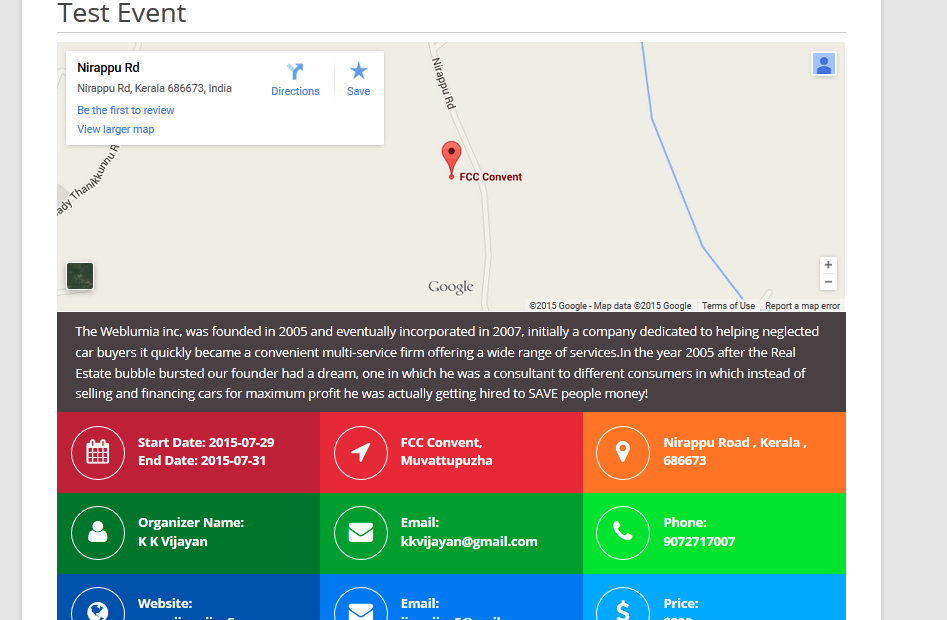 Test Event
Nirappu Rd
Nirappu Rd, Kerala 686673, India
Be the first to review
View larger map
Directions
Save
Nirappu Rd
ady Thanikkunnu R
FCC Convent
Google
+
−
©2015 Google - Map data ©2015 Google Terms of Use Report a map error
The Weblumia inc, was founded in 2005 and eventually incorporated in 2007, initially a company dedicated to helping neglected
car buyers it quickly became a convenient multi-service firm offering a wide range of services.In the year 2005 after the Real
Estate bubble bursted our founder had a dream, one in which he was a consultant to different consumers in which instead of
selling and financing cars for maximum profit he was actually getting hired to SAVE people money!
Start Date: 2015-07-29
End Date: 2015-07-31
FCC Convent,
Muvattupuzha
Nirappu Road , Kerala ,
686673
Organizer Name:
K K Vijayan
Email:
kkvijayan@gmail.com
Phone:
9072717007
Website:
Email:
$
Price: